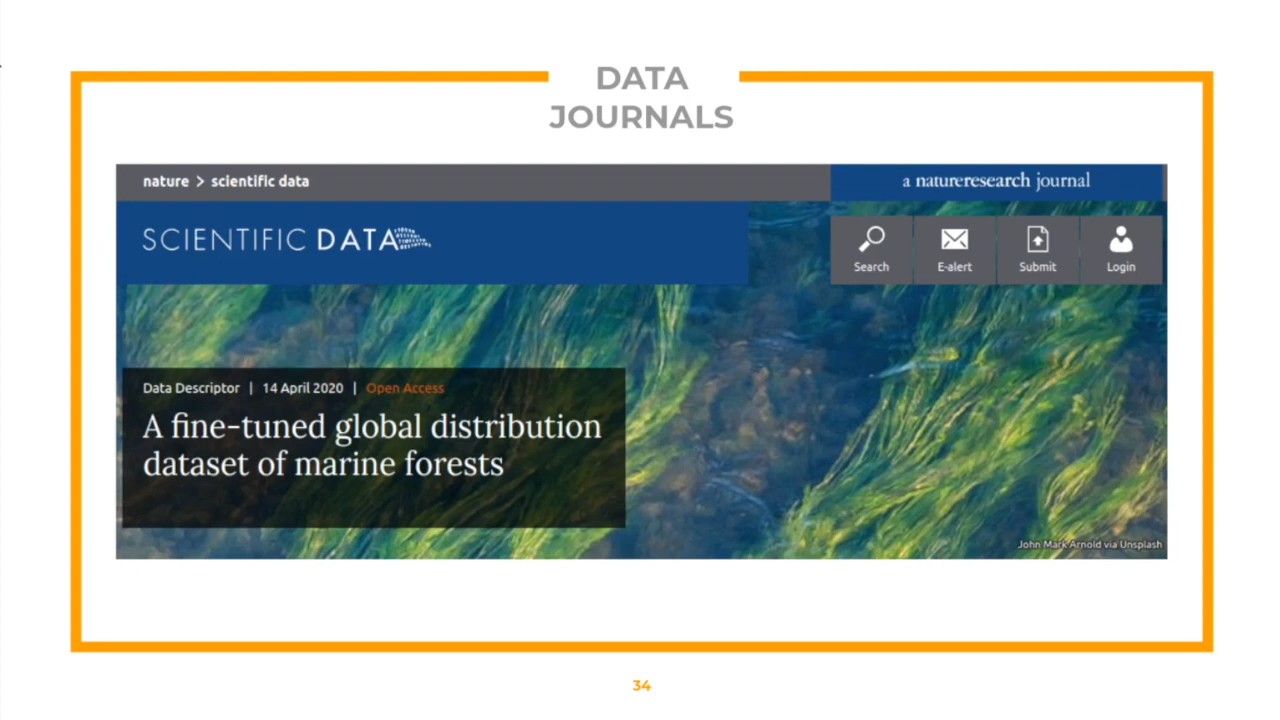 DATA
JOURNALS
nature > scientific data
a natureresearch journal
SCIENTIFIC DATA
Search
E-alert
Submit
Login
Data Descriptor | 14 April 2020 | Open Access
A fine-tuned global distribution
dataset of marine forests
John Mark Arnold via Unsplash
34